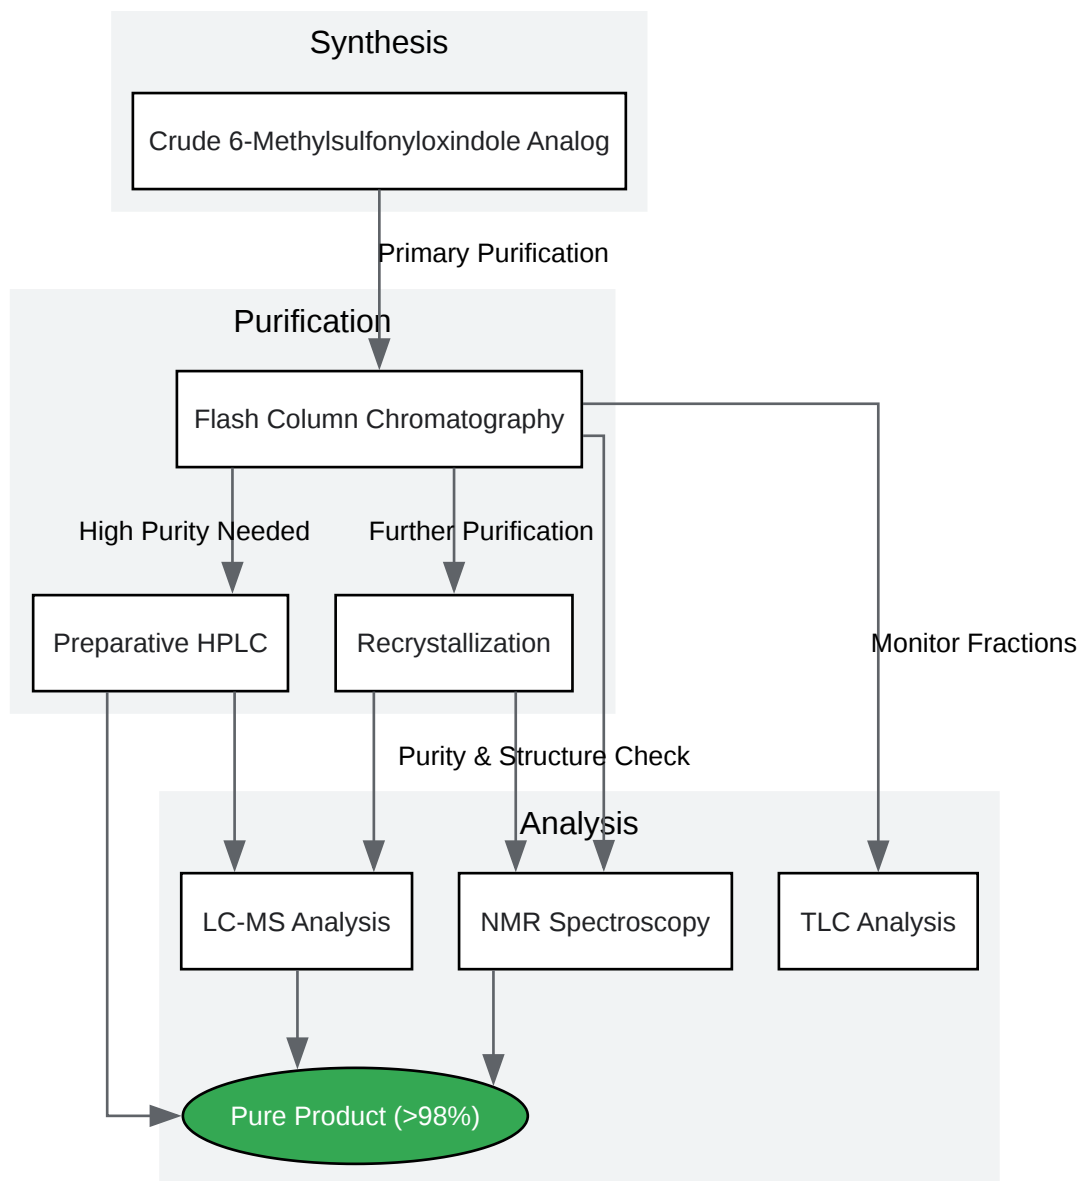 Synthesis
Crude 6-Methylsulfonyloxindole Analog
Primary Purification
Purification
Flash Column Chromatography
High Purity Needed
Further Purification
Preparative HPLC
Recrystallization
Monitor Fractions
Purity & Structure Check
Analysis
LC-MS Analysis
NMR Spectroscopy
TLC Analysis
Pure Product (>98%)